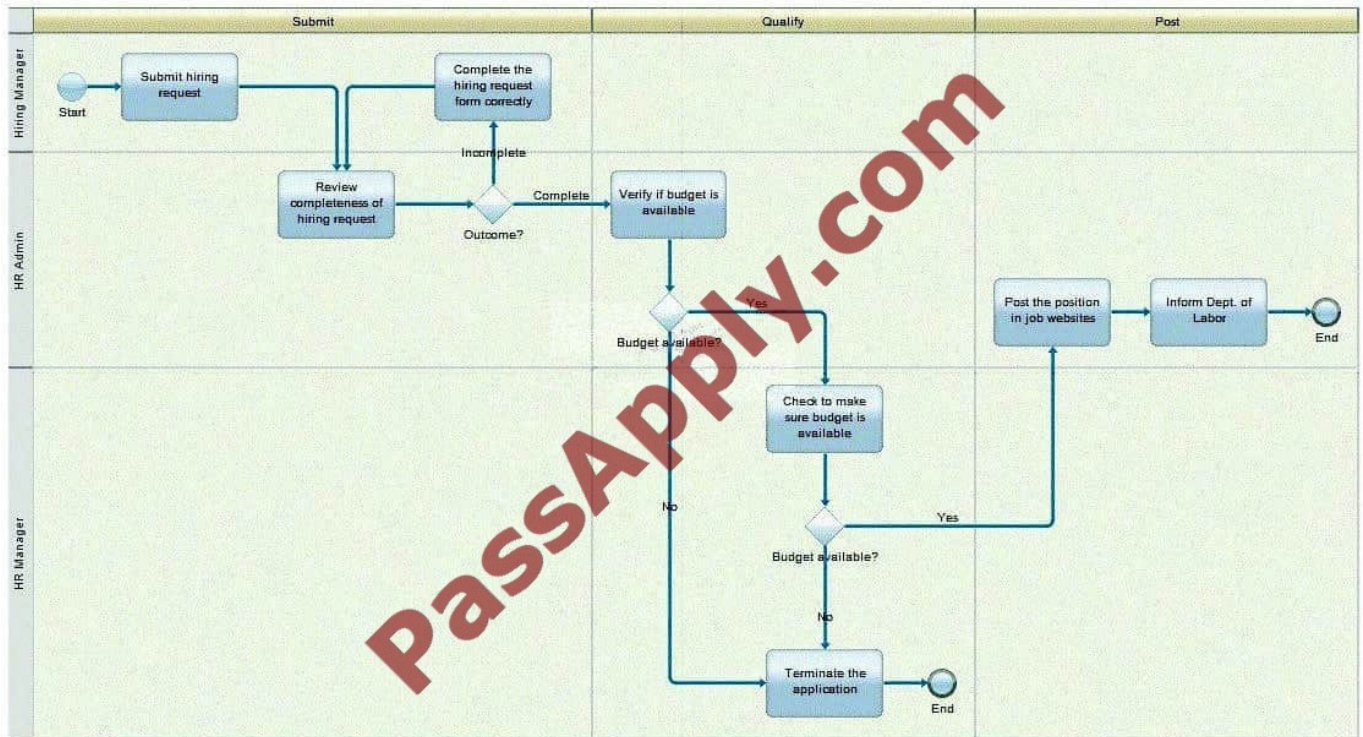 Submit
Qualify
Post
Hiring Manager
Start
Submit hiring
request
Complete the
hiring request
form correctly
Incomplete
HR Admin
Review
completeness of
hiring request
Outcome?
Complete
Verify if budget is
available
Budget available?
Yes
Post the position
in job websites
Inform Dept. of
Labor
End
HR Manager
Check to make
sure budget is
available
Budget available?
Yes
No
No
Terminate the
application
End
PassApply.com